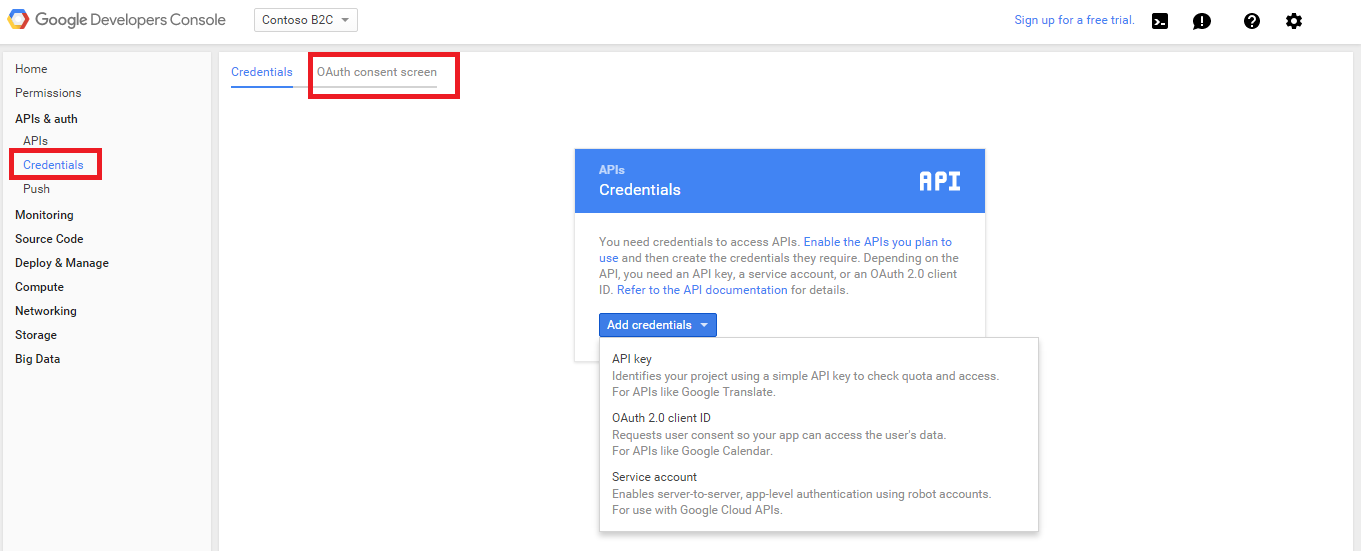 Google Developers Console
Contoso B2C
Sign up for a free trial.
Home
Permissions
APIs & auth
APIs
Credentials
Push
Monitoring
Source Code
Deploy & Manage
Compute
Networking
Storage
Big Data
Credentials
OAuth consent screen
APIs
Credentials
API
You need credentials to access APIs. Enable the APIs you plan to
use and then create the credentials they require. Depending on the
API, you need an API key, a service account, or an OAuth 2.0 client
ID. Refer to the API documentation for details.
Add credentials
API key
Identifies your project using a simple API key to check quota and access.
For APIs like Google Translate.
OAuth 2.0 client ID
Requests user consent so your app can access the user's data.
For APIs like Google Calendar.
Service account
Enables server-to-server, app-level authentication using robot accounts.
For use with Google Cloud APIs.